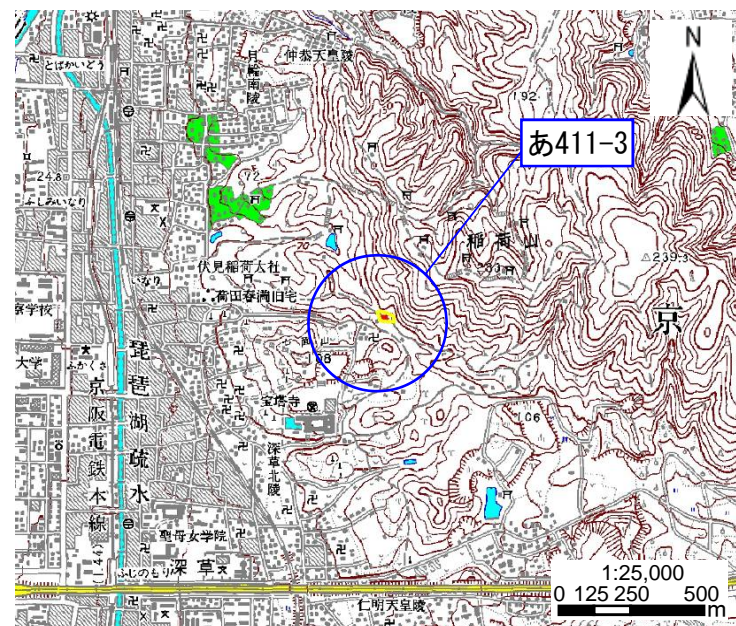 とばかいどう
月輪南陵
仲恭天皇陵
192
N
あ411-3
24.8
72
ふしみいなり
稲荷山
233
△239.3
70
伏見稲荷大社
いなり
荷田春満旧宅
京
大学
ふかくさ
琵琶湖疏水
京阪電鉄本線
宝塔寺
106
深草北陵
聖母女学院
ふじのもり
深草
仁明天皇陵
1:25,000
0 125 250 500
m